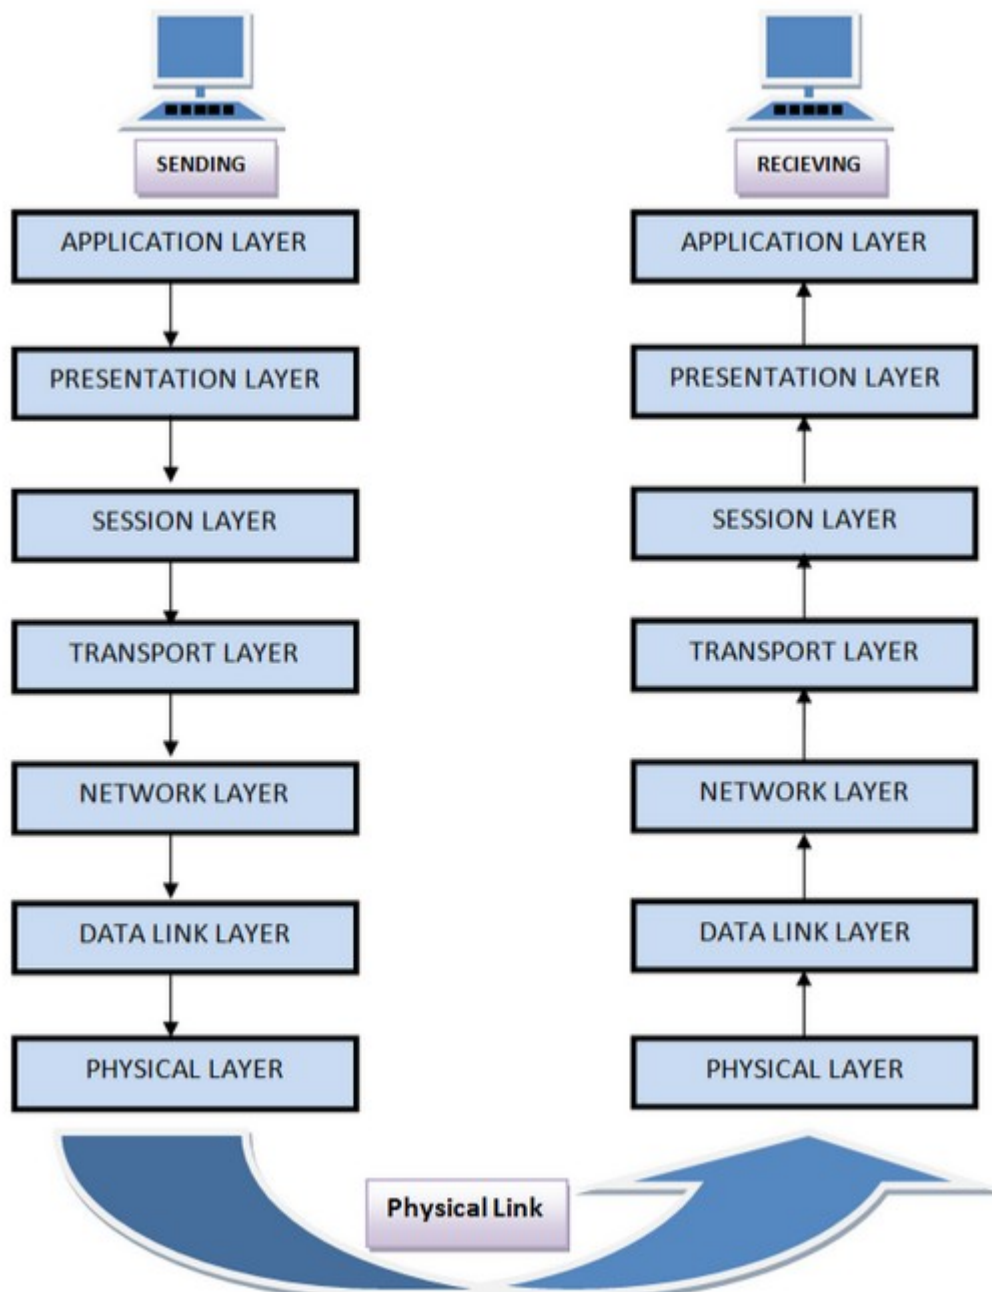 SENDING
RECIEVING
APPLICATION LAYER
APPLICATION LAYER
PRESENTATION LAYER
PRESENTATION LAYER
SESSION LAYER
SESSION LAYER
TRANSPORT LAYER
TRANSPORT LAYER
NETWORK LAYER
NETWORK LAYER
DATA LINK LAYER
DATA LINK LAYER
PHYSICAL LAYER
PHYSICAL LAYER
Physical Link